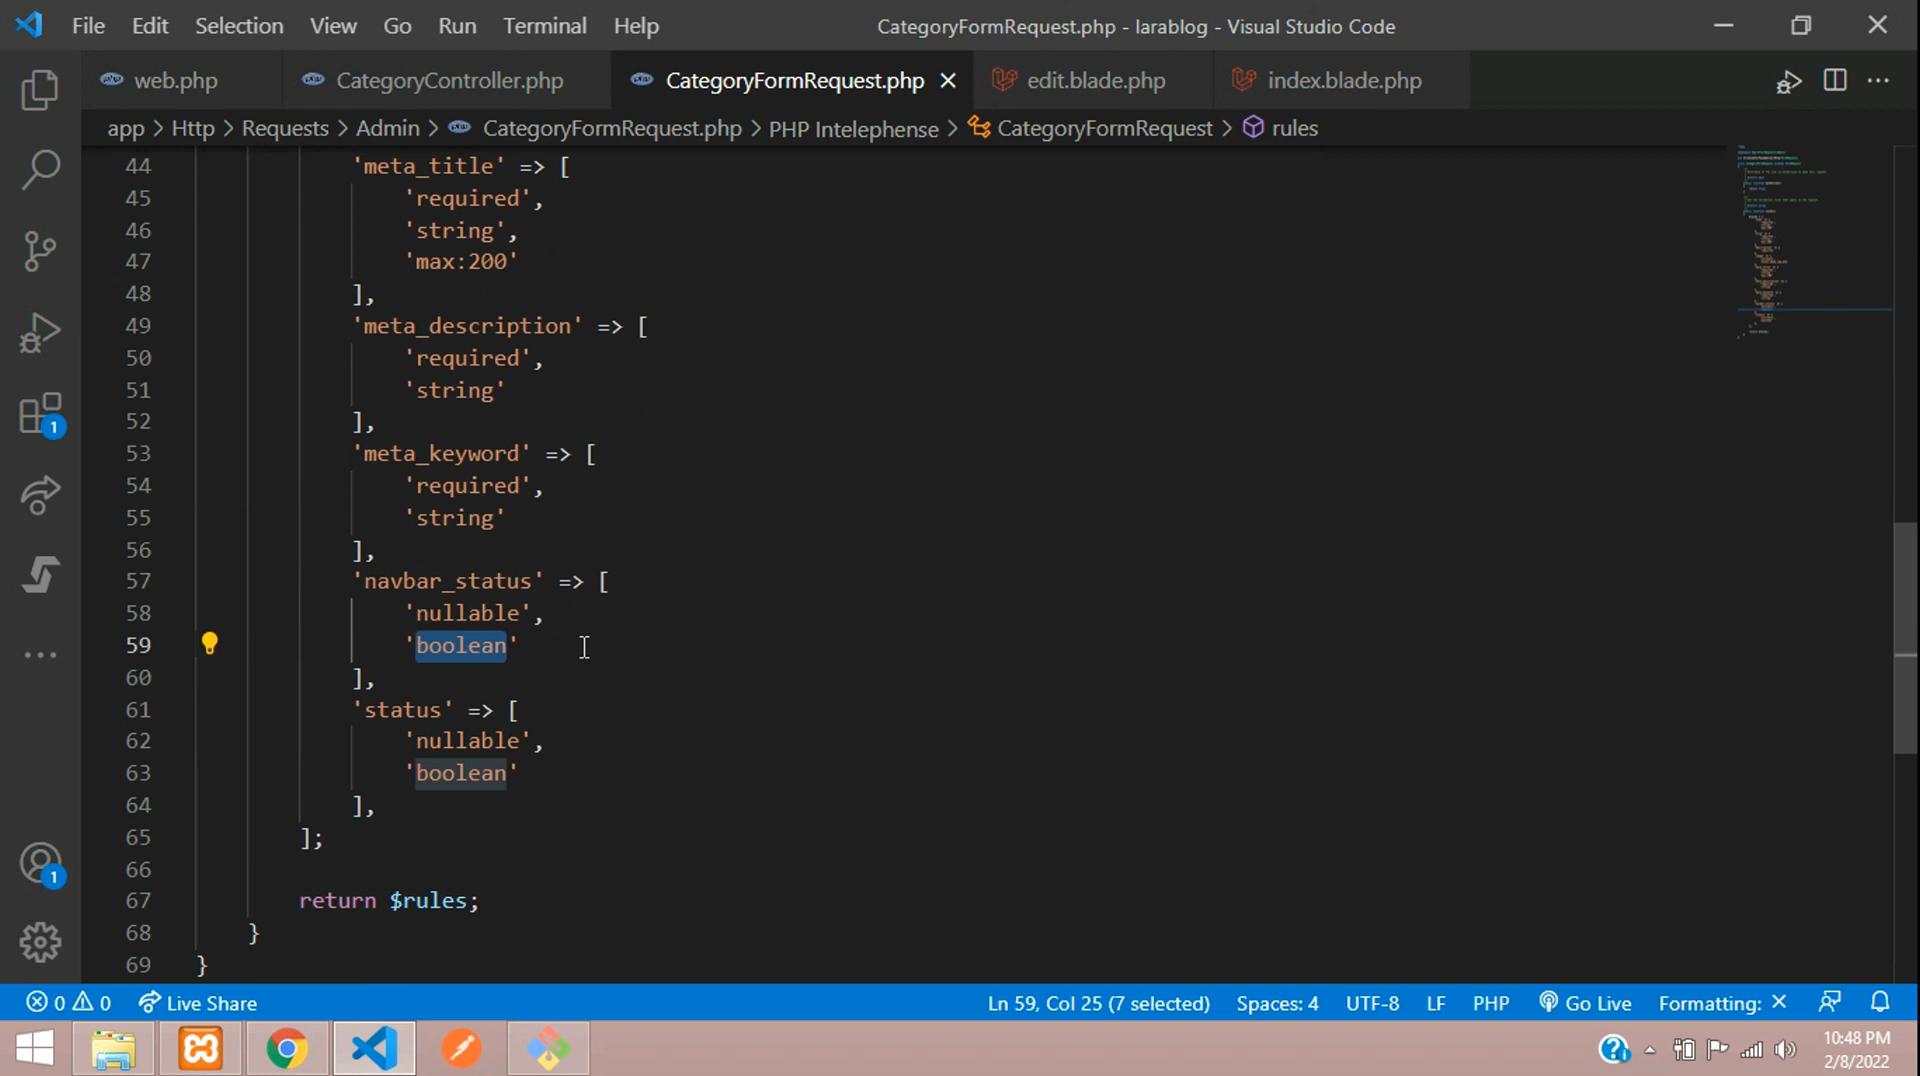 File Edit Selection View Go Run Terminal Help CategoryFormRequest.php - larablog - Visual Studio Code
web.php CategoryController.php CategoryFormRequest.php edit.blade.php index.blade.php
app > Http > Requests > Admin > CategoryFormRequest.php > PHP Intelephense > CategoryFormRequest > rules
44 'meta_title' => [
45 'required',
46 'string',
47 'max:200'
48 ],
49 'meta_description' => [
50 'required',
51 'string'
52 ],
53 'meta_keyword' => [
54 'required',
55 'string'
56 ],
57 'navbar_status' => [
58 'nullable',
59 'boolean'
60 ],
61 'status' => [
62 'nullable',
63 'boolean'
64 ],
65 ];
66
67 return $rules;
68 }
69 }
1
1
0 0 Live Share Ln 59, Col 25 (7 selected) Spaces: 4 UTF-8 LF PHP Go Live Formatting: ×
10:48 PM
2/8/2022